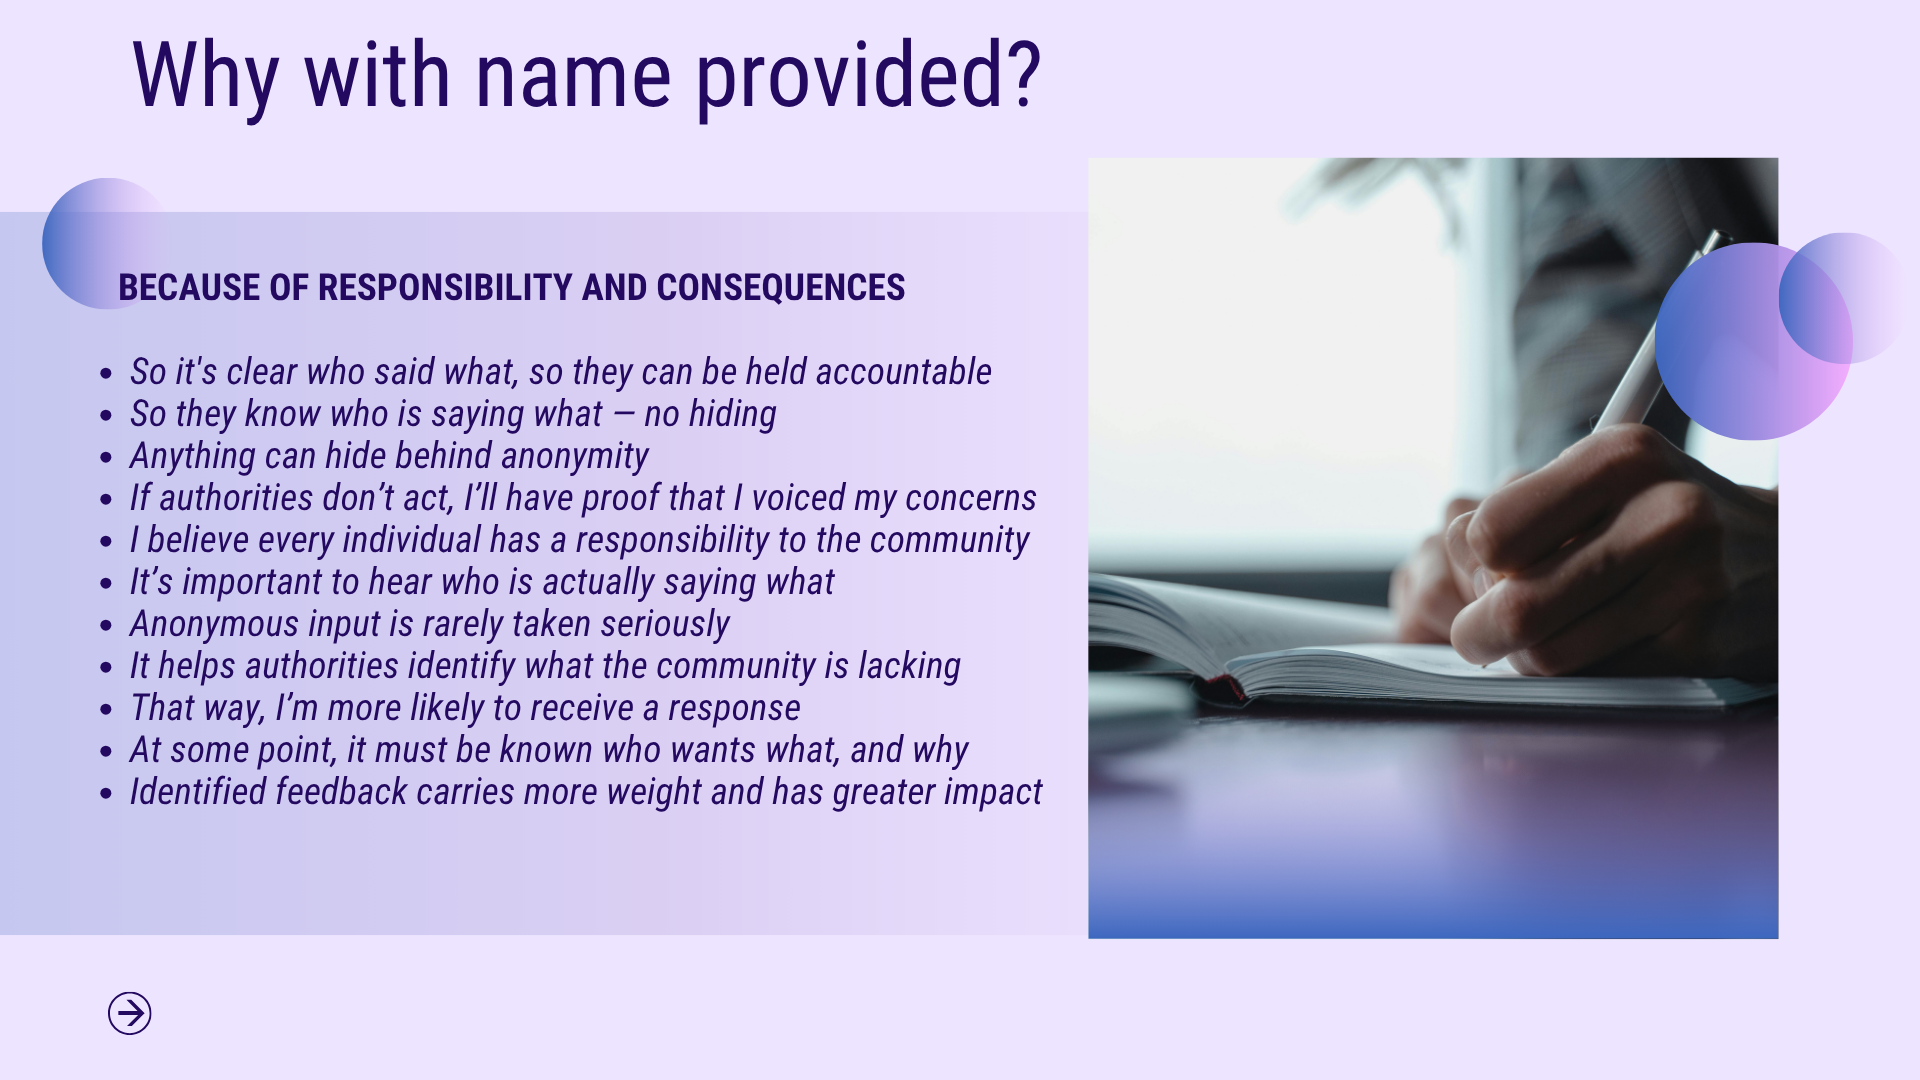 Why with name provided?
BECAUSE OF RESPONSIBILITY AND CONSEQUENCES
• So it's clear who said what, so they can be held accountable
• So they know who is saying what – no hiding
• Anything can hide behind anonymity
• If authorities don’t act, I’ll have proof that I voiced my concerns
• I believe every individual has a responsibility to the community
• It’s important to hear who is actually saying what
• Anonymous input is rarely taken seriously
• It helps authorities identify what the community is lacking
• That way, I’m more likely to receive a response
• At some point, it must be known who wants what, and why
• Identified feedback carries more weight and has greater impact